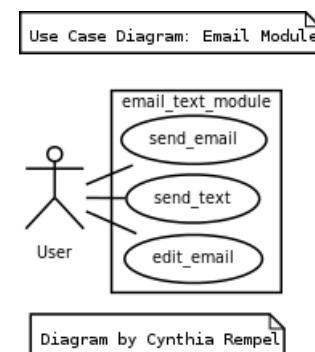 Use Case Diagram: Email Module
email_text_module
send_email
send_text
User
edit_email
Diagram by Cynthia Rempel